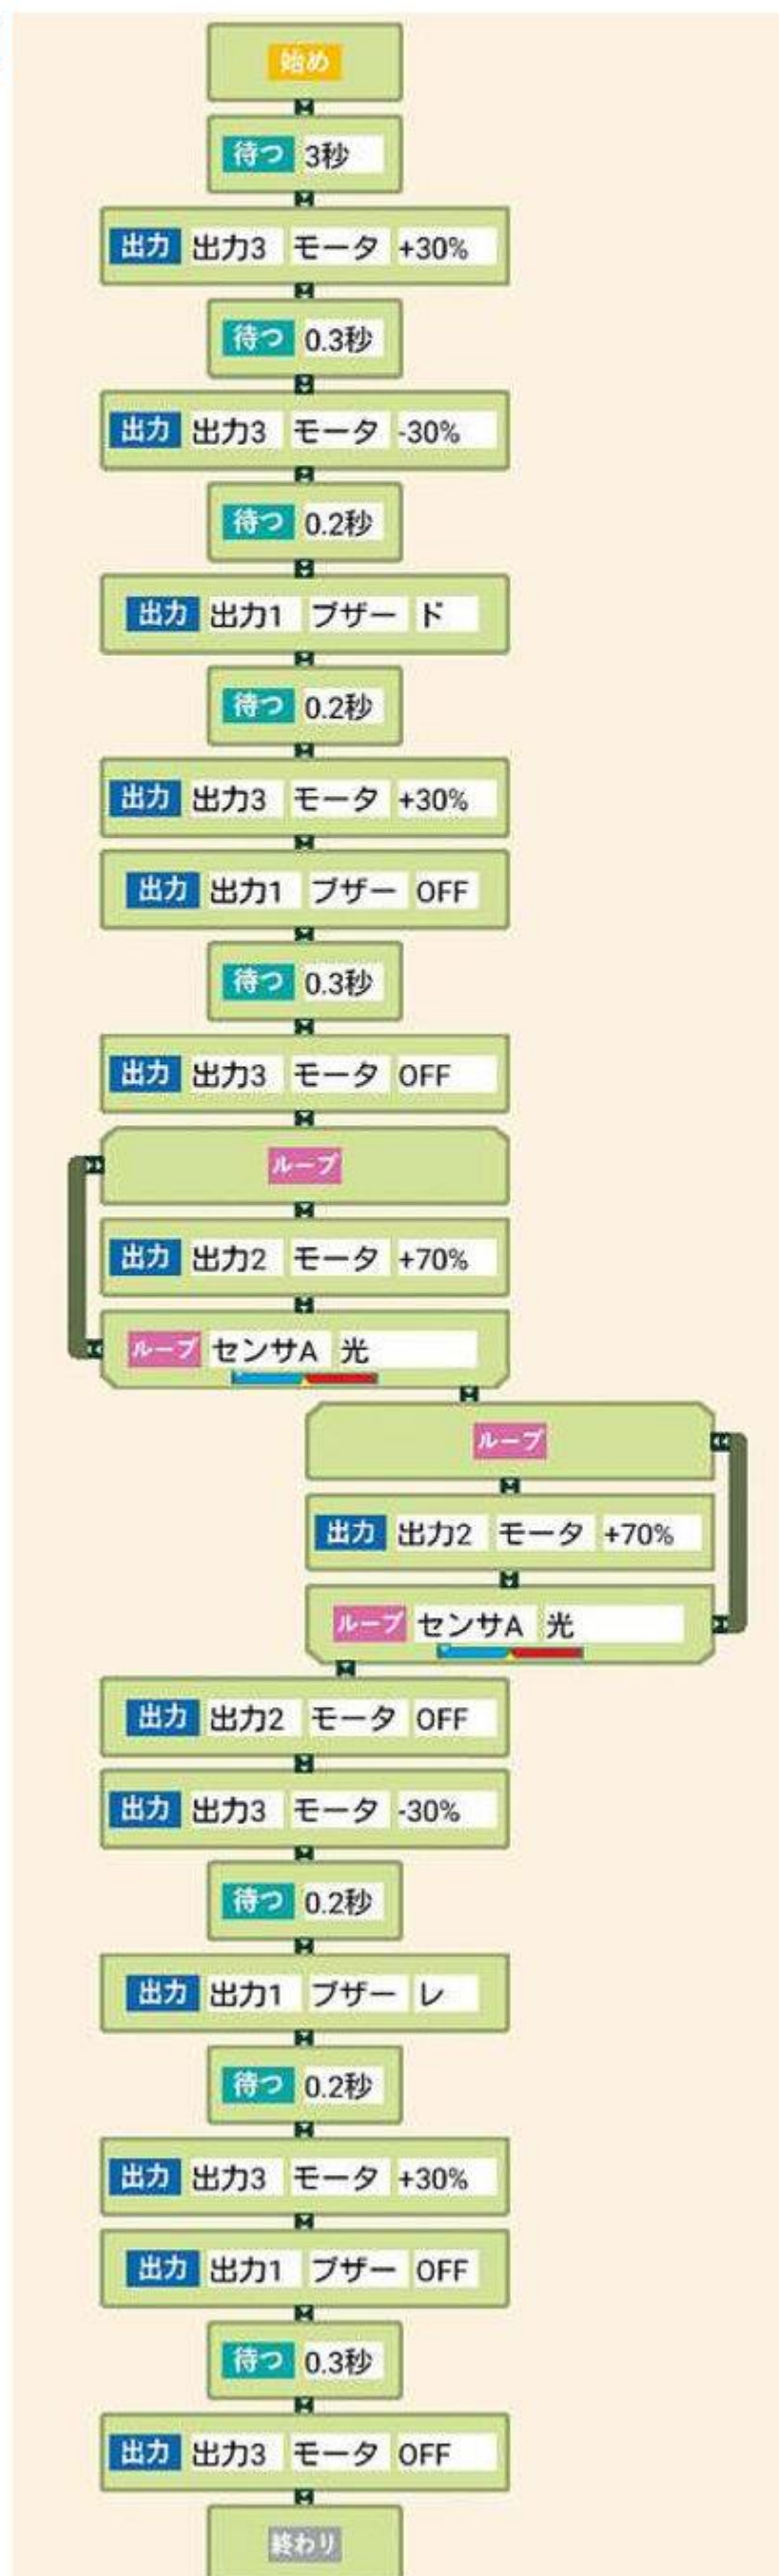 始め
待つ 3秒
出力 出力3 モータ +30%
待つ 0.3秒
出力 出力3 モータ -30%
待つ 0.2秒
出力 出力1 ブザー ド
待つ 0.2秒
出力 出力3 モータ +30%
出力 出力1 ブザー OFF
待つ 0.3秒
出力 出力3 モータ OFF
ループ
出力 出力2 モータ +70%
ループ センサA 光
ループ
出力 出力2 モータ +70%
ループ センサA 光
出力 出力2 モータ OFF
出力 出力3 モータ -30%
待つ 0.2秒
出力 出力1 ブザー レ
待つ 0.2秒
出力 出力3 モータ +30%
出力 出力1 ブザー OFF
待つ 0.3秒
出力 出力3 モータ OFF
終わり